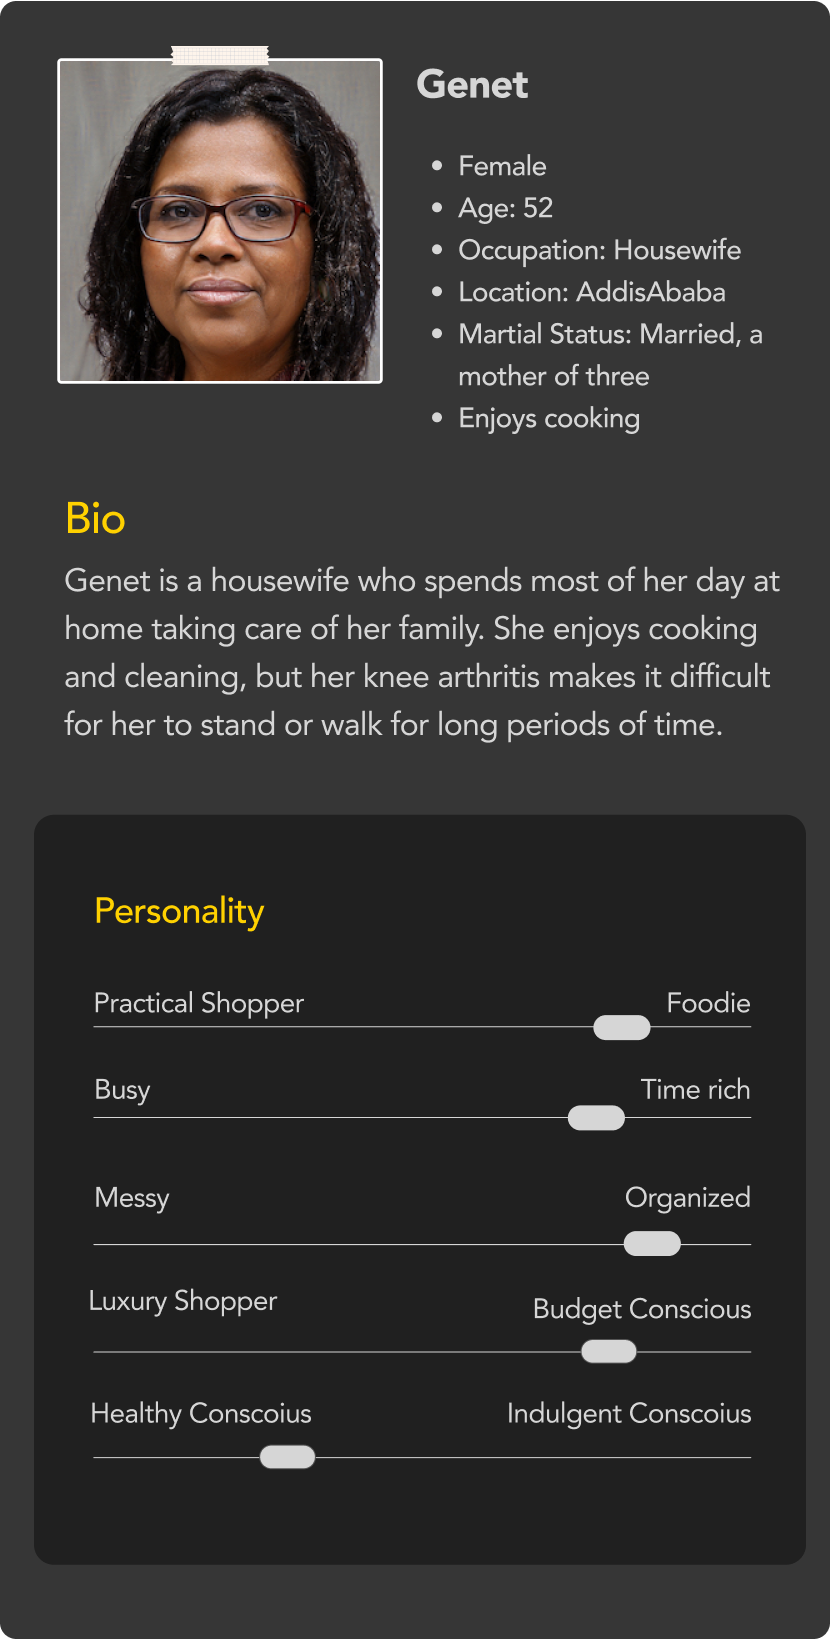 Genet
• Female
• Age: 52
• Occupation: Housewife
• Location: AddisAbaba
• Martial Status: Married, a
mother of three
• Enjoys cooking
Bio
Genet is a housewife who spends most of her day at
home taking care of her family. She enjoys cooking
and cleaning, but her knee arthritis makes it difficult
for her to stand or walk for long periods of time.
Personality
Practical Shopper Foodie
Busy Time rich
Messy Organized
Luxury Shopper Budget Conscious
Healthy Conscoius Indulgent Conscoius